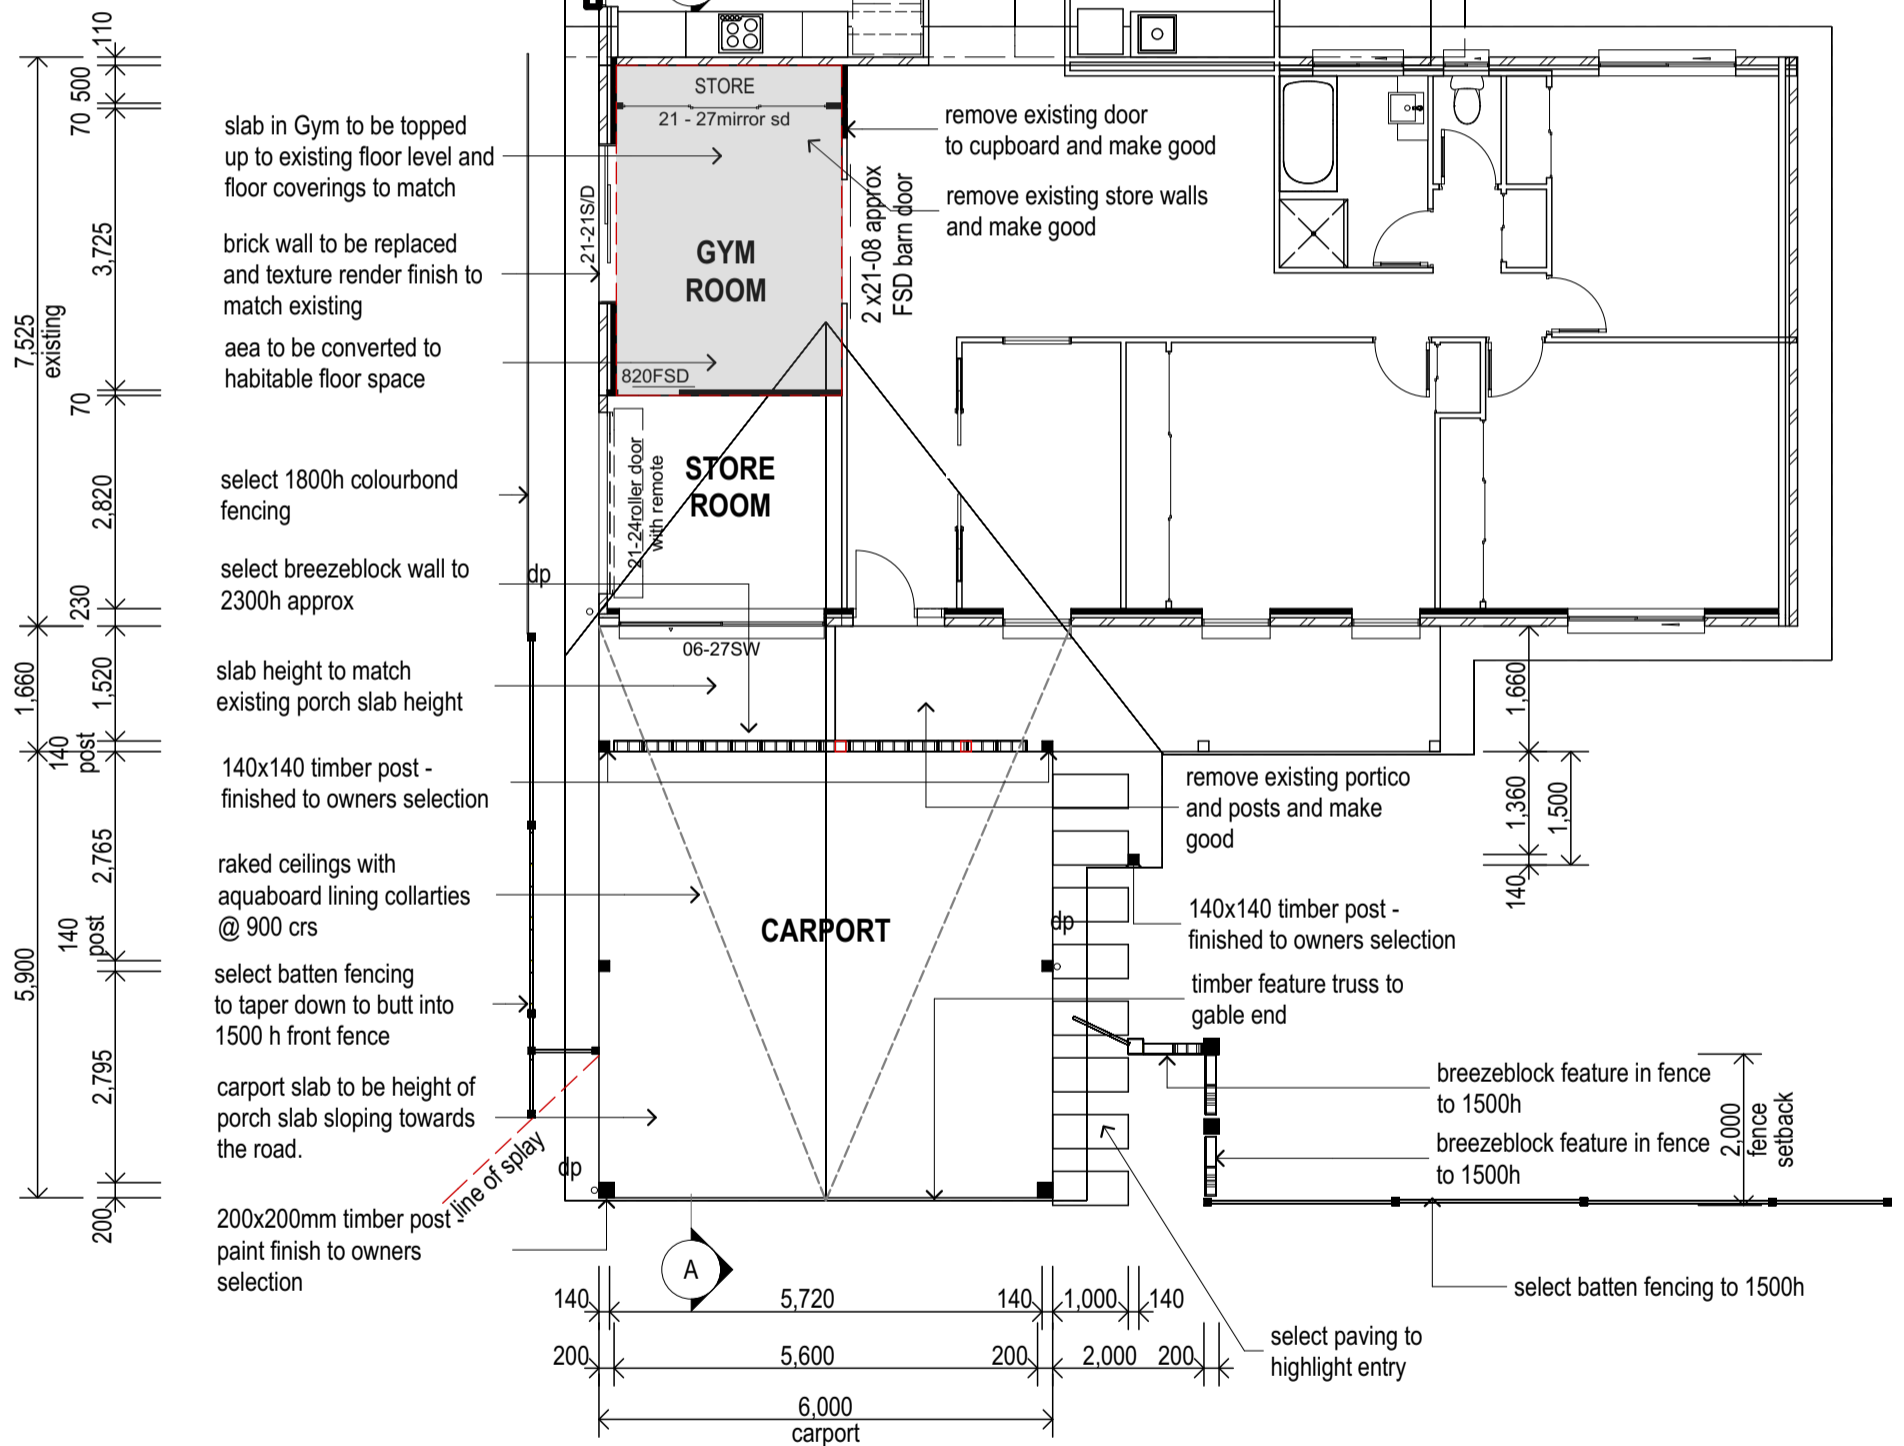 110
500
70
3,725
7,525
existing
70
2,820
230
1,660
1,520
140
post
2,765
140
post
5,900
2,795
200
slab in Gym to be topped
up to existing floor level and
floor coverings to match
brick wall to be replaced
and texture render finish to
match existing
aea to be converted to
habitable floor space
select 1800h colourbond
fencing
select breezeblock wall to
2300h approx
slab height to match
existing porch slab height
140x140 timber post -
finished to owners selection
raked ceilings with
aquaboard lining collarties
@ 900 crs
select batten fencing
to taper down to butt into
1500 h front fence
carport slab to be height of
porch slab sloping towards
the road.
200x200mm timber post -
paint finish to owners
selection
line of splay
dp
dp
dp
STORE
21 - 27mirror sd
21-21S/D
GYM
ROOM
820FSD
2 x21-08 approx
FSD barn door
remove existing door
to cupboard and make good
remove existing store walls
and make good
STORE
ROOM
21-24roller door
with remote
06-27SW
CARPORT
remove existing portico
and posts and make
good
140x140 timber post -
finished to owners selection
timber feature truss to
gable end
1,660
1,360
1,500
140
breezeblock feature in fence
to 1500h
breezeblock feature in fence
to 1500h
2,000
fence
setback
select batten fencing to 1500h
select paving to
highlight entry
A
140 5,720 140 1,000 140
200 5,600 200 2,000 200
6,000
carport